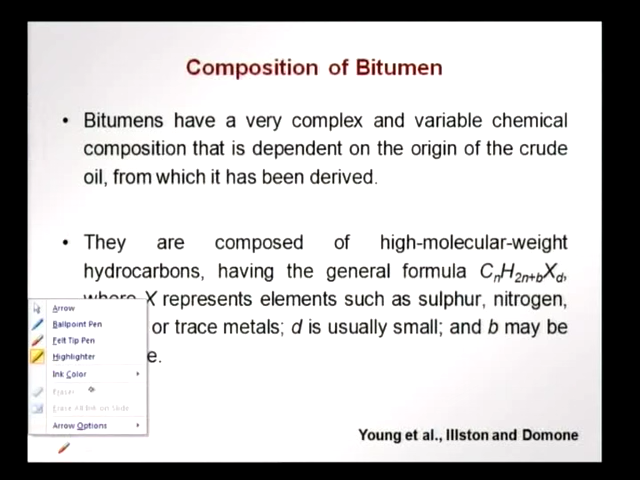 Composition of Bitumen
• Bitumens have a very complex and variable chemical
composition that is dependent on the origin of the crude
oil, from which it has been derived.
• They are composed of high-molecular-weight
hydrocarbons, having the general formula CnH2n+bXd,
where X represents elements such as sulphur, nitrogen,
or trace metals; d is usually small; and b may be
e.
Arrow
Ballpoint Pen
Felt Tip Pen
Highlighter
Ink Color
Eraser
Erase All Ink on Slide
Arrow Options
Young et al., Illston and Domone